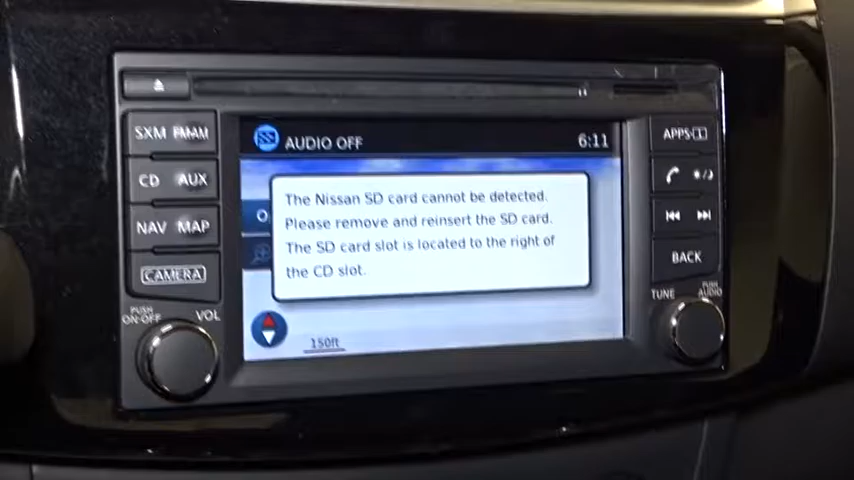 SXM FM·AM
CD AUX
NAV MAP
CAMERA
PUSH
ON·OFF
VOL
AUDIO OFF
6:11
The Nissan SD card cannot be detected.
Please remove and reinsert the SD card.
The SD card slot is located to the right of
the CD slot.
150ft
APPS
BACK
TUNE
PUSH
AUDIO